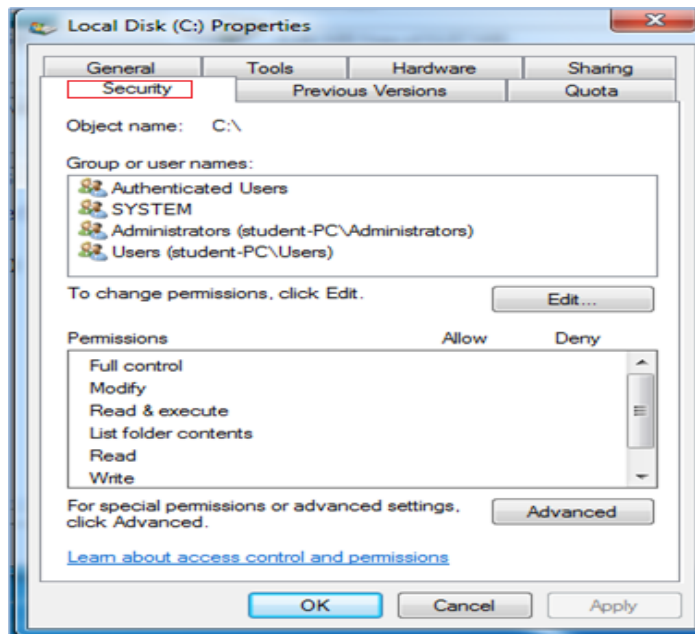 Local Disk (C:) Properties
General Tools Hardware Sharing
Security Previous Versions Quota
Object name: C:\
Group or user names:
Authenticated Users
SYSTEM
Administrators (student-PC\Administrators)
Users (student-PC\Users)
To change permissions, click Edit.
Edit...
Permissions Allow Deny
Full control
Modify
Read & execute
List folder contents
Read
Write
For special permissions or advanced settings,
click Advanced.
Advanced
Learn about access control and permissions
OK Cancel Apply